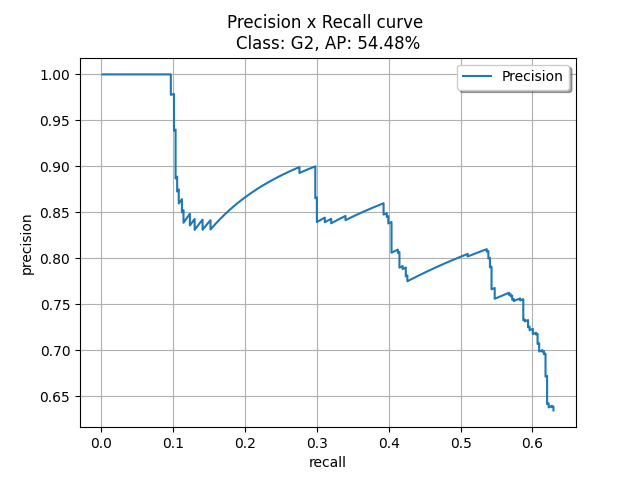 Precision x Recall curve
Class: G2, AP: 54.48%
Precision
1.00
0.95
0.90
0.85
0.80
0.75
0.70
0.65
precision
0.0 0.1 0.2 0.3 0.4 0.5 0.6
recall